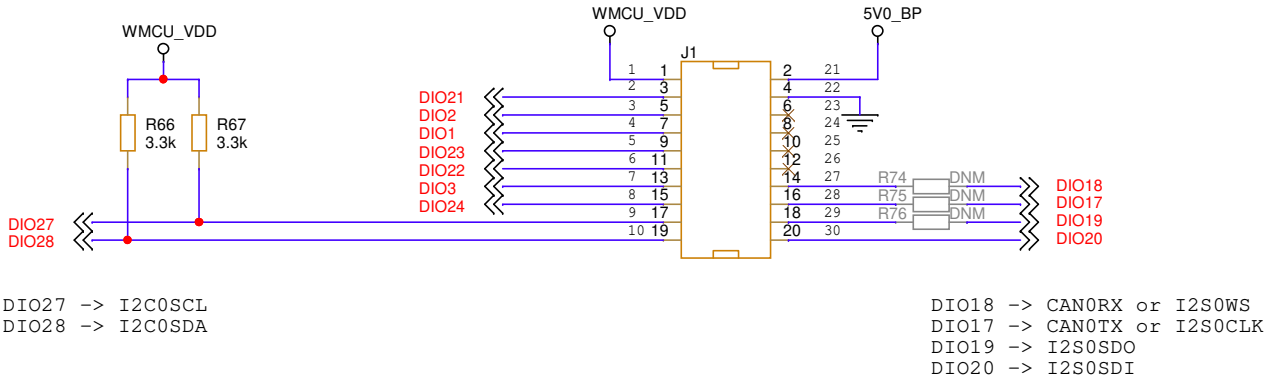 WMCU_VDD
WMCU_VDD
5V0_BP
J1
R66
3.3k
R67
3.3k
1 1 2 21
DIO21 2 3 4 22
DIO2 3 5 6 23
DIO1 4 7 8 24
DIO23 5 9 10 25
DIO22 6 11 12 26
DIO3 7 13 14 27 R74 DNM DIO18
DIO24 8 15 16 28 R75 DNM DIO17
DIO27 9 17 18 29 R76 DNM DIO19
DIO28 10 19 20 30 DIO20
DIO27 -> I2C0SCL
DIO28 -> I2C0SDA
DIO18 -> CAN0RX or I2S0WS
DIO17 -> CAN0TX or I2S0CLK
DIO19 -> I2S0SDO
DIO20 -> I2S0SDI